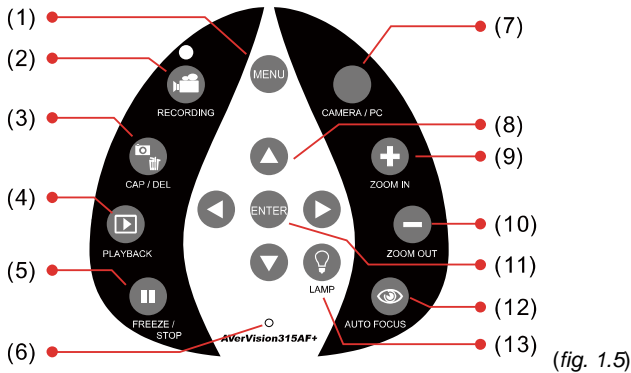 (1)
(2)
(3)
(4)
(5)
(6)
RECORDING
CAP / DEL
PLAYBACK
FREEZE /
STOP
MENU
ENTER
LAMP
AVerVision315AF+
CAMERA / PC
ZOOM IN
ZOOM OUT
AUTO FOCUS
(7)
(8)
(9)
(10)
(11)
(12)
(13)
(fig. 1.5)